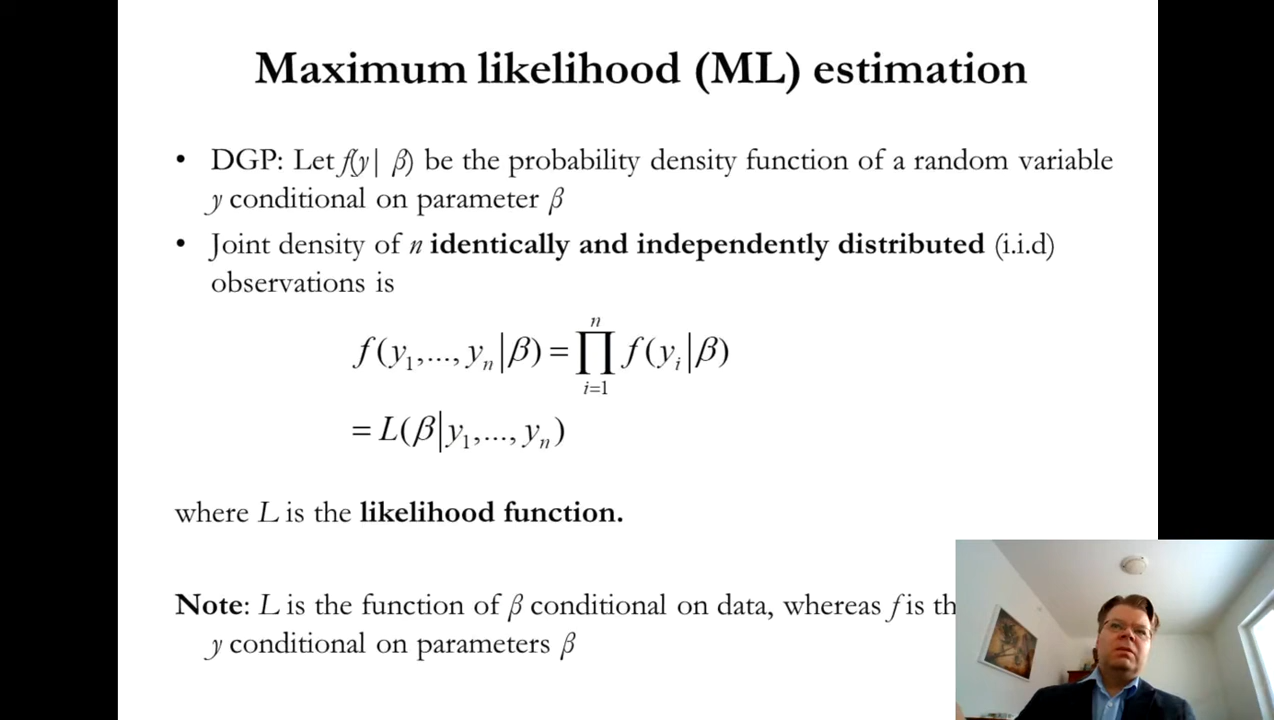 Maximum likelihood (ML) estimation
• DGP: Let f(y| β) be the probability density function of a random variable
y conditional on parameter β
• Joint density of n identically and independently distributed (i.i.d)
observations is
f(y₁,..., yₙ|β) = ∏ⁿᵢ₌₁ f(yᵢ|β)
= L(β|y₁,..., yₙ)
where L is the likelihood function.
Note: L is the function of β conditional on data, whereas f is
y conditional on parameters β